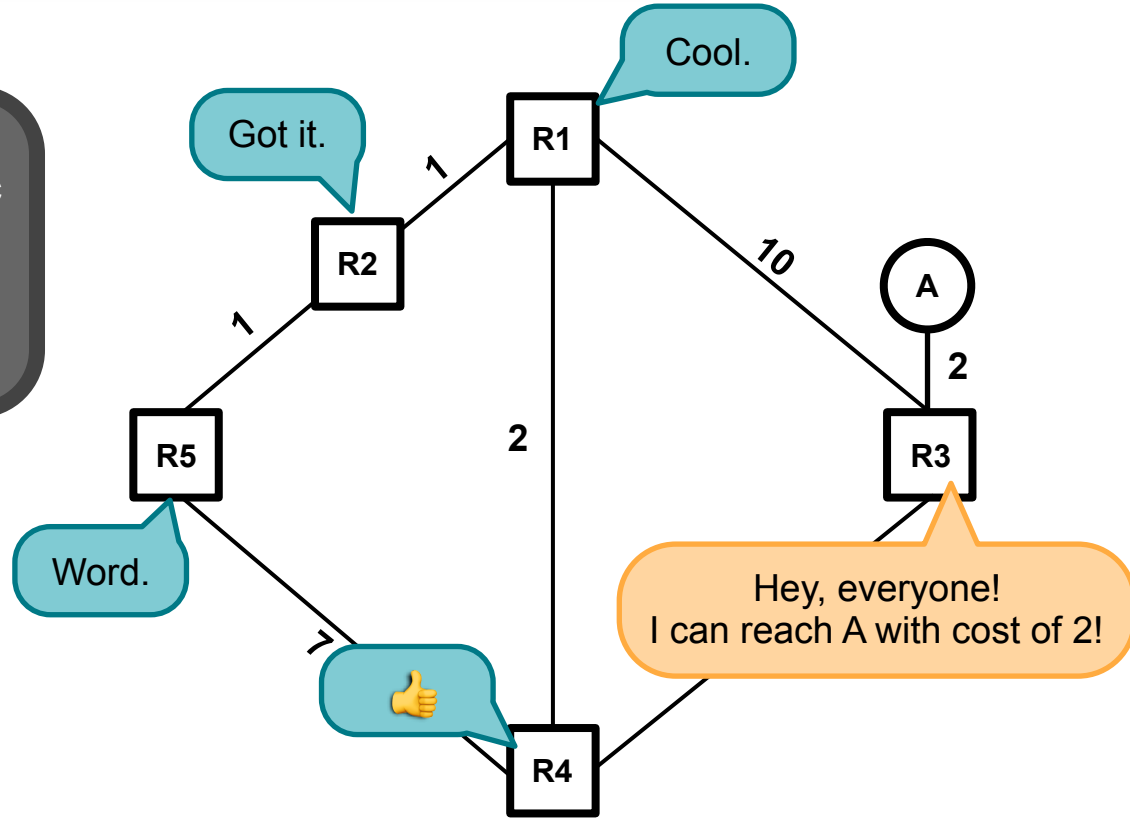 Cool.
Got it.
R1
1
R2
10
A
1
2
R5
2
R3
Word.
Hey, everyone!
I can reach A with cost of 2!
R4